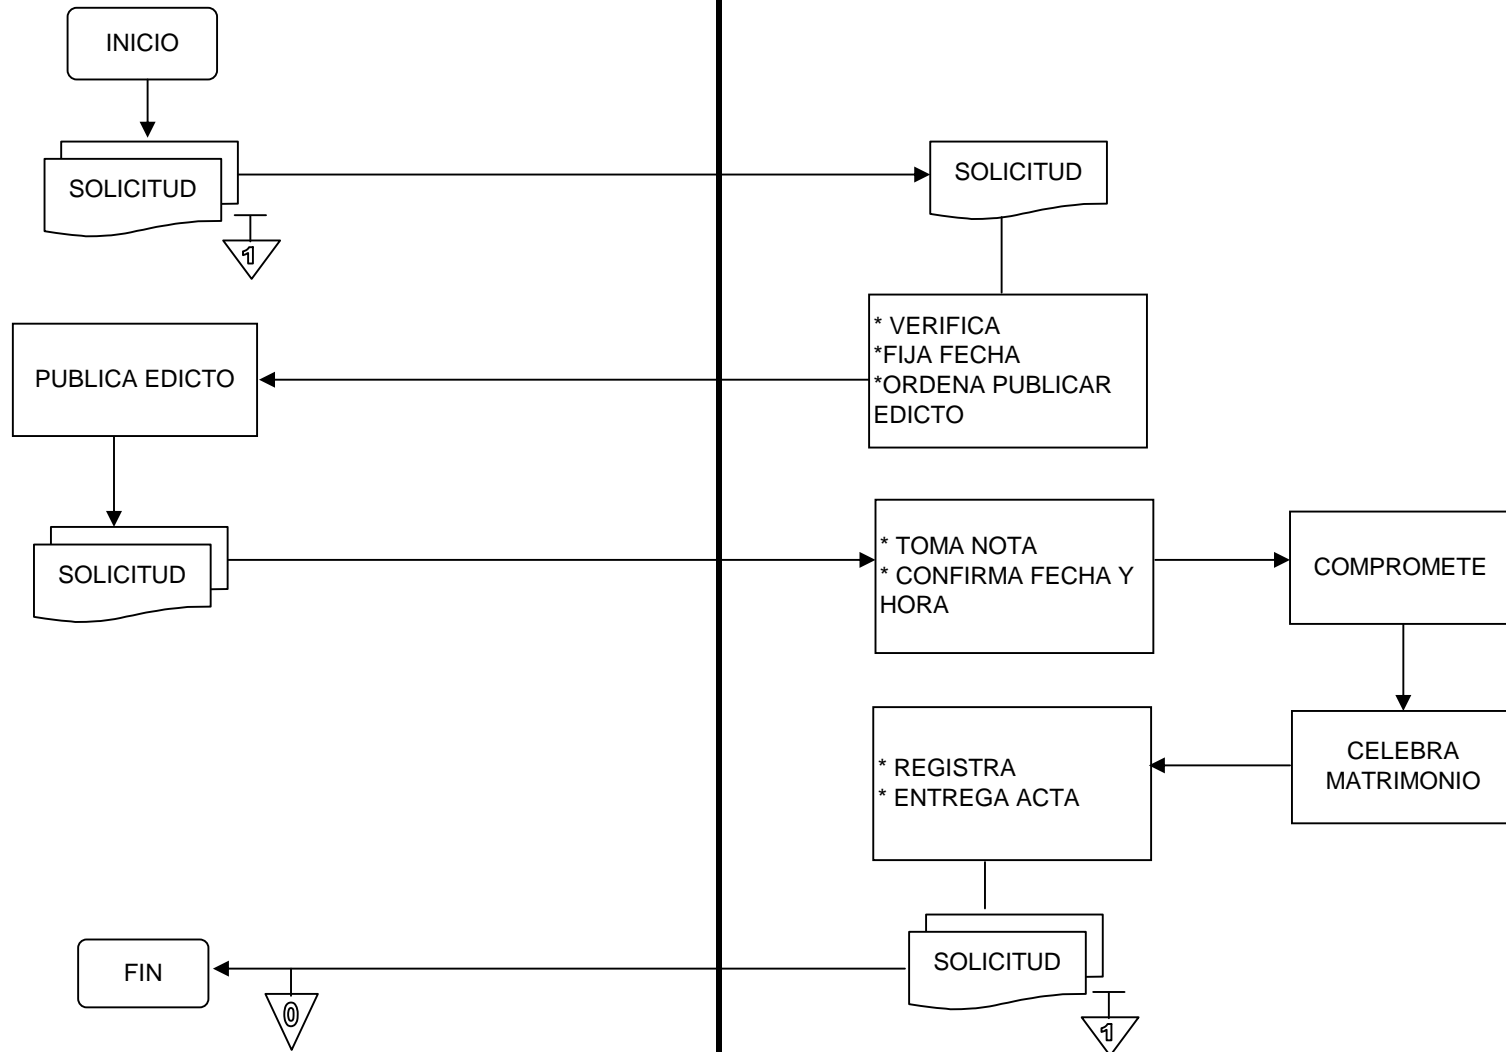 INICIO
SOLICITUD
1
SOLICITUD
* VERIFICA
*FIJA FECHA
*ORDENA PUBLICAR
EDICTO
PUBLICA EDICTO
SOLICITUD
* TOMA NOTA
* CONFIRMA FECHA Y
HORA
COMPROMETE
CELEBRA
MATRIMONIO
* REGISTRA
* ENTREGA ACTA
SOLICITUD
1
FIN
0